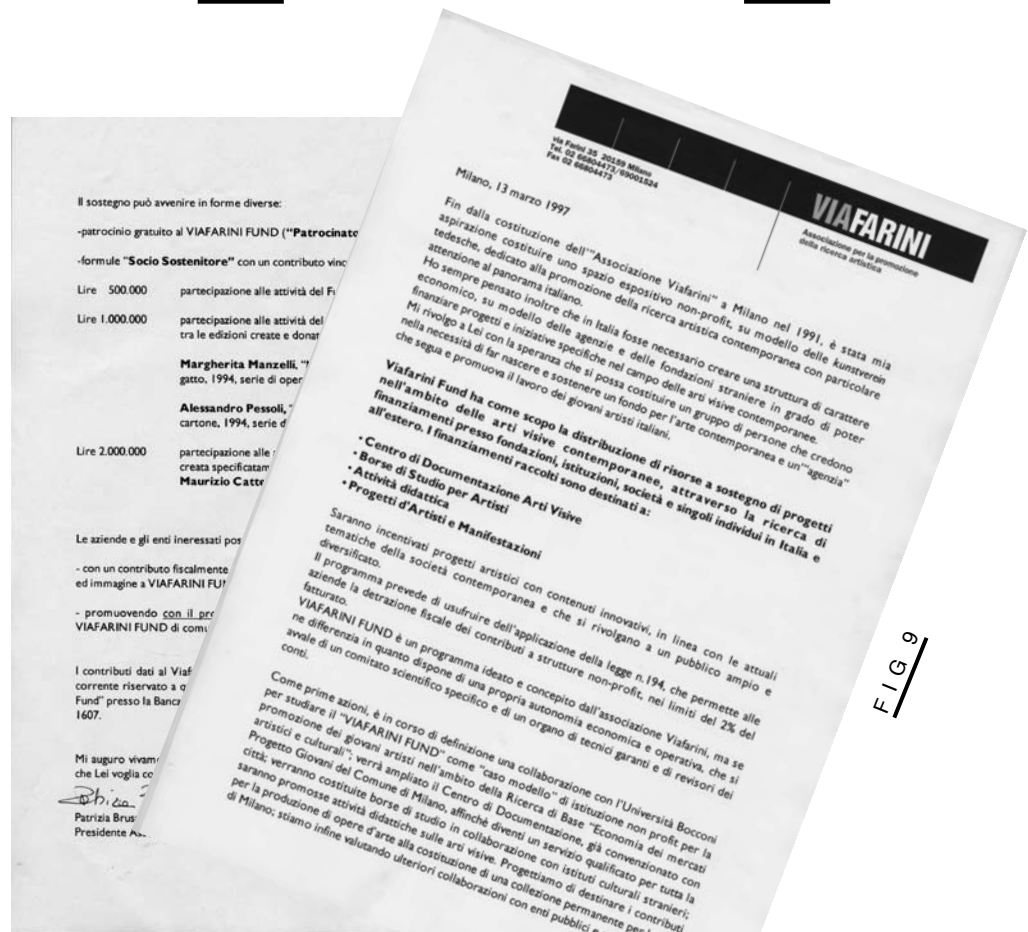 Il sostegno può avvenire in forme diverse:
-patrocinio gratuito al VIAFARINI FUND ("Patrocinato
-formule "Socio Sostenitore" con un contributo vinc
Lire 500.000 partecipazione alle attività del Fu
Lire 1.000.000 partecipazione alle attività del
tra le edizioni create e donat
Margherita Manzelli, "
gatto, 1994, serie di oper
Alessandro Pessoli, "
cartone, 1994, serie d
Lire 2.000.000 partecipazione alle
creata specificatam
Maurizio Catte
Le aziende e gli enti ineressati pos
- con un contributo fiscalmente
ed immagine a VIAFARINI FU
- promuovendo con il pro
VIAFARINI FUND di com
I contributi dati al Viaf
corrente riservato a q
Fund" presso la Banca
1607.
Mi auguro vivam
che Lei voglia co
Patrizia Brus
Presidente As
via Farini 35 20159 Milano
Tel. 02 66804473/69001524
Fax 02 66804473
VIAFARINI
Associazione per la promozione
della ricerca artistica
Milano, 13 marzo 1997
Fin dalla costituzione dell'"Associazione Viafarini" a Milano nel 1991, è stata mia
aspirazione costituire uno spazio espositivo non-profit, su modello delle kunstverein
tedesche, dedicato alla promozione della ricerca artistica contemporanea con particolare
attenzione al panorama italiano.
Ho sempre pensato inoltre che in Italia fosse necessario creare una struttura di carattere
economico, su modello delle agenzie e delle fondazioni straniere in grado di poter
finanziare progetti e iniziative specifiche nel campo delle arti visive contemporanee.
Mi rivolgo a Lei con la speranza che si possa costituire un gruppo di persone che credono
nella necessità di far nascere e sostenere un fondo per l'arte contemporanea e un'"agenzia"
che segua e promuova il lavoro dei giovani artisti italiani.
Viafarini Fund ha come scopo la distribuzione di risorse a sostegno di progetti
nell'ambito delle arti visive contemporanee, attraverso la ricerca di
finanziamenti presso fondazioni, istituzioni, società e singoli individui in Italia e
all'estero. I finanziamenti raccolti sono destinati a:
• Centro di Documentazione Arti Visive
• Borse di Studio per Artisti
• Attività didattica
• Progetti d'Artisti e Manifestazioni
Saranno incentivati progetti artistici con contenuti innovativi, in linea con le attuali
tematiche della società contemporanea e che si rivolgano a un pubblico ampio e
diversificato.
Il programma prevede di usufruire dell'applicazione della legge n.194, che permette alle
aziende la detrazione fiscale dei contributi a strutture non-profit, nei limiti del 2% del
fatturato.
VIAFARINI FUND è un programma ideato e concepito dall'associazione Viafarini, ma se
ne differenzia in quanto dispone di una propria autonomia economica e operativa, che si
avvale di un comitato scientifico specifico e di un organo di tecnici garanti e di revisori dei
conti.
Come prime azioni, è in corso di definizione una collaborazione con l'Università Bocconi
per studiare il "VIAFARINI FUND" come "caso modello" di istituzione non profit per la
promozione dei giovani artisti nell'ambito della Ricerca di Base "Economia dei mercati
artistici e culturali"; verrà ampliato il Centro di Documentazione, già convenzionato con
Progetto Giovani del Comune di Milano, affinchè diventi un servizio qualificato per tutta la
città; verranno costituite borse di studio in collaborazione con istituti culturali stranieri;
saranno promosse attività didattiche sulle arti visive. Progettiamo di destinare i contributi
per la produzione di opere d'arte alla costituzione di una collezione permanente per
di Milano; stiamo infine valutando ulteriori collaborazioni con enti pubblici e
FIG 9